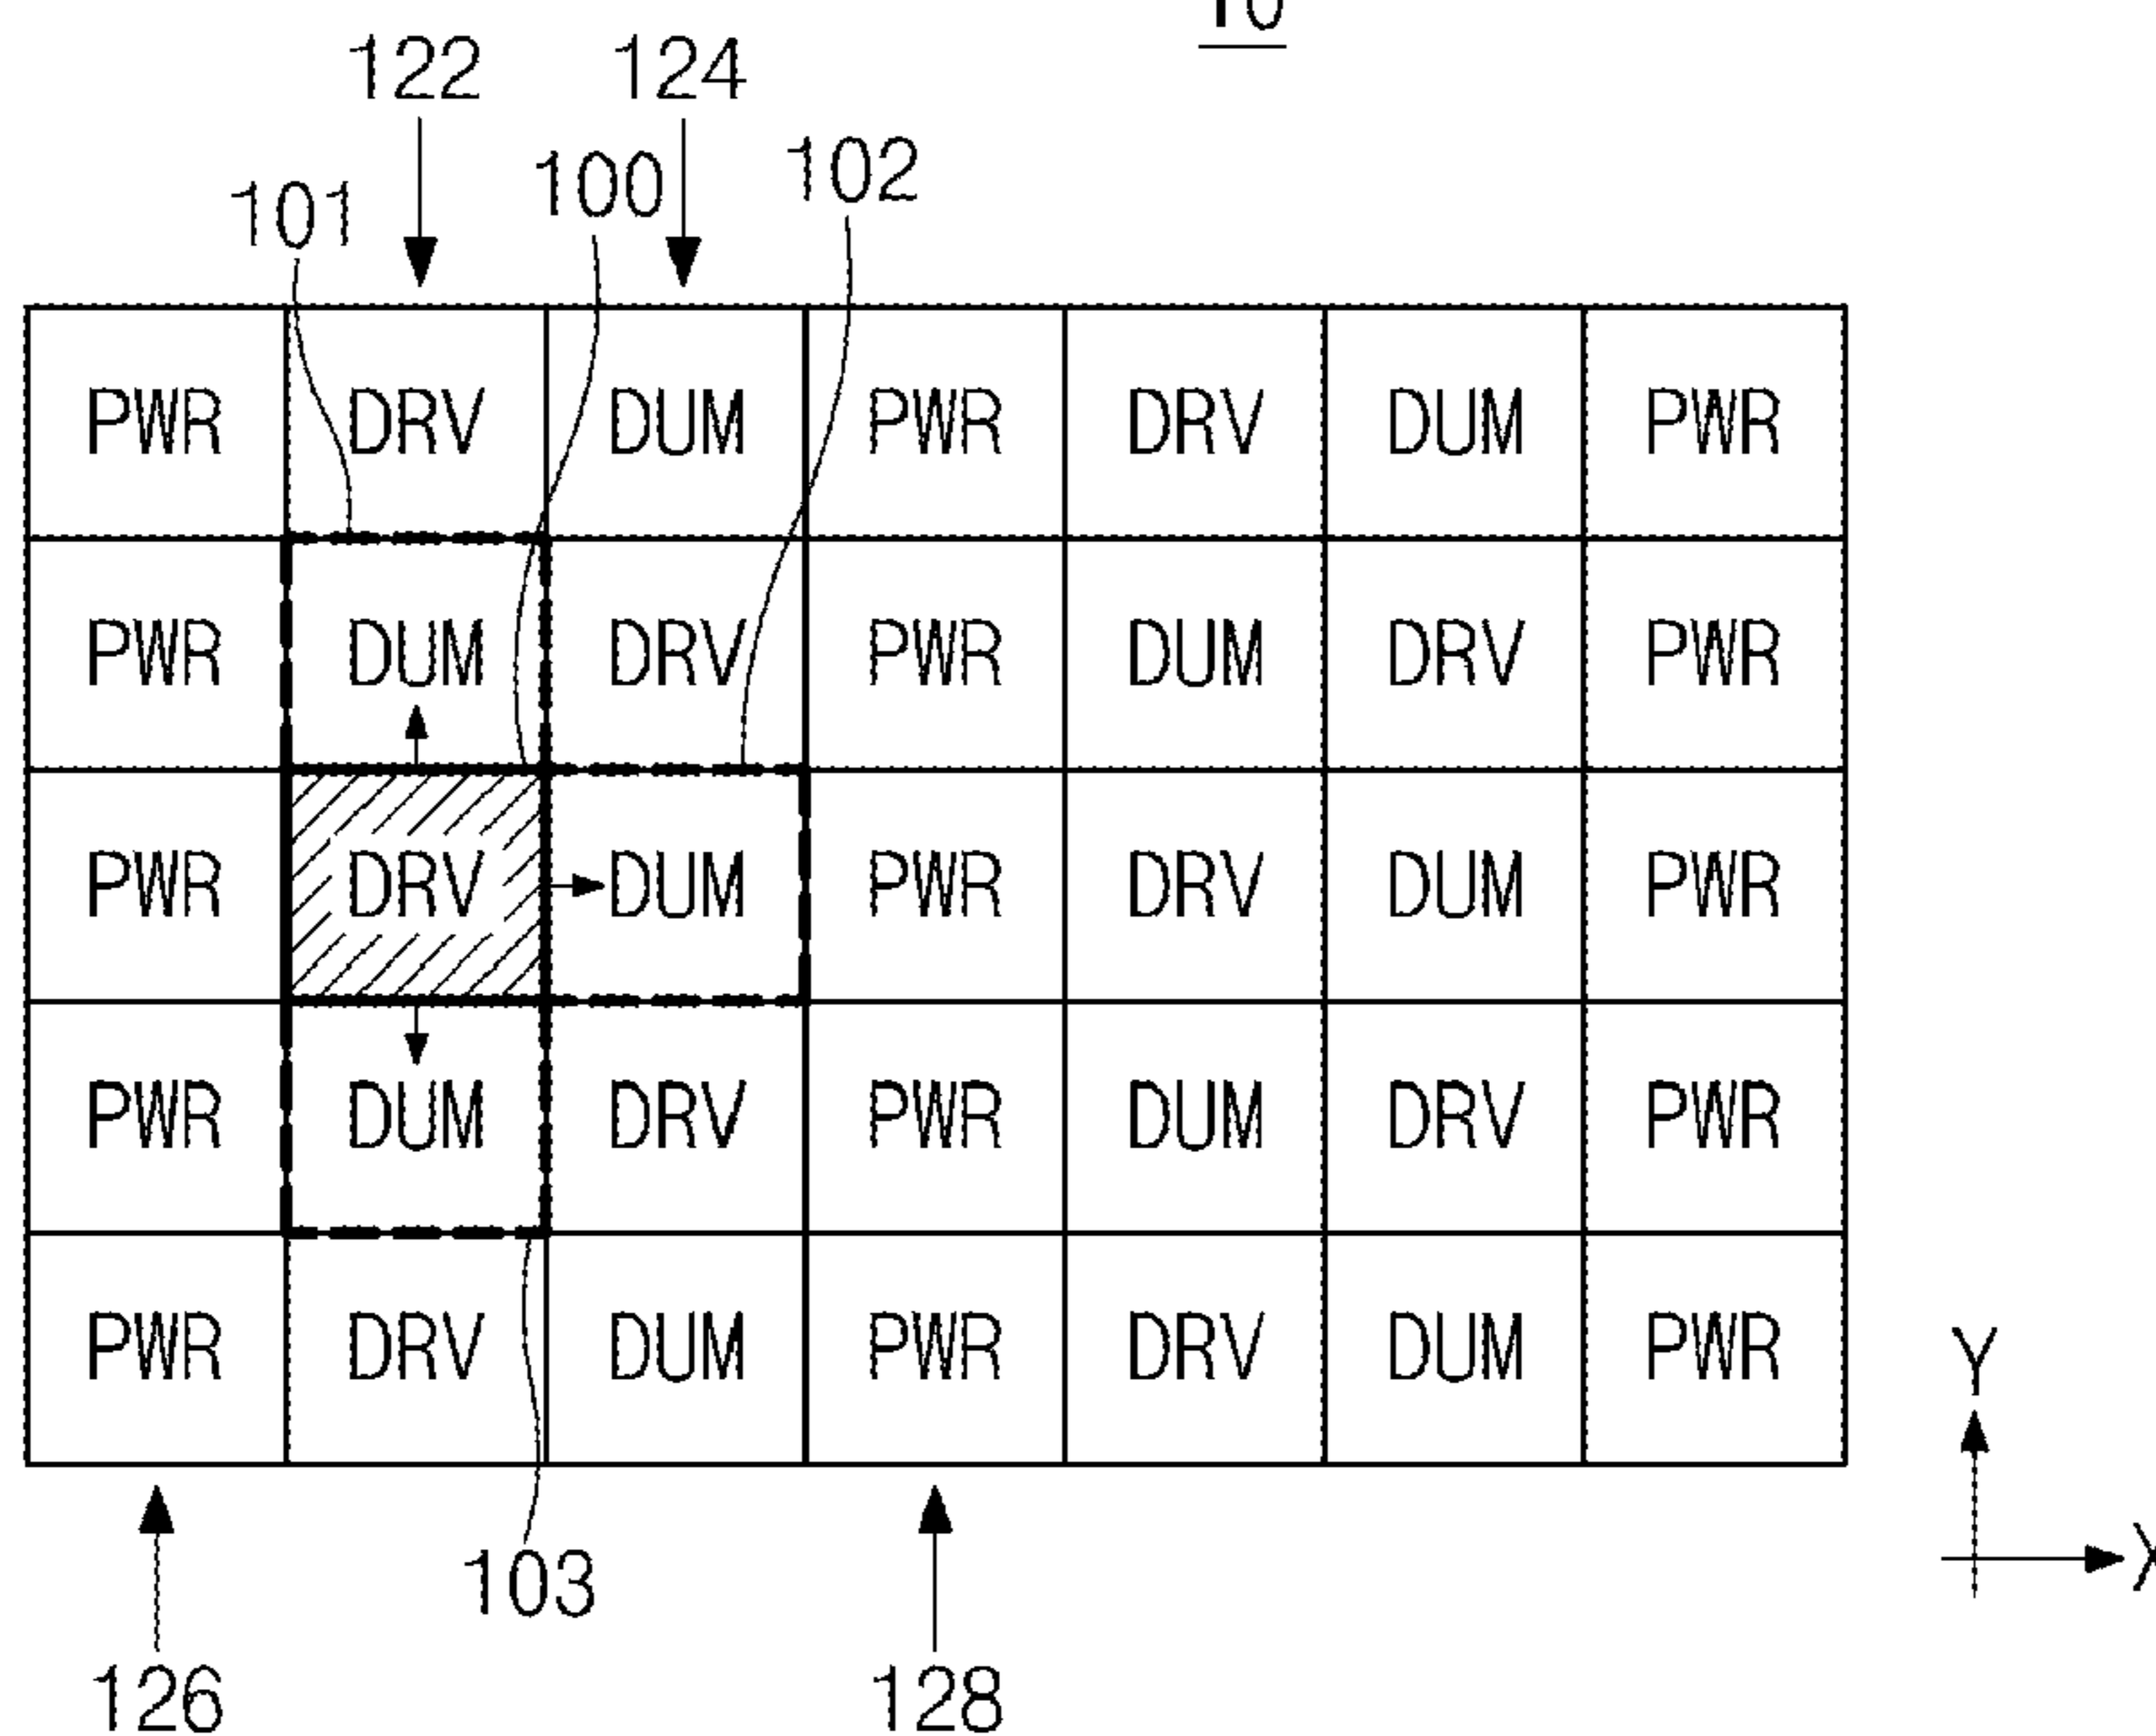 10
122 124
101 100 102
PWR DRV DUM PWR DRV DUM PWR
PWR DUM DRV PWR DUM DRV PWR
PWR DRV DUM PWR DRV DUM PWR
PWR DUM DRV PWR DUM DRV PWR
PWR DRV DUM PWR DRV DUM PWR
Y
X
103
126 128